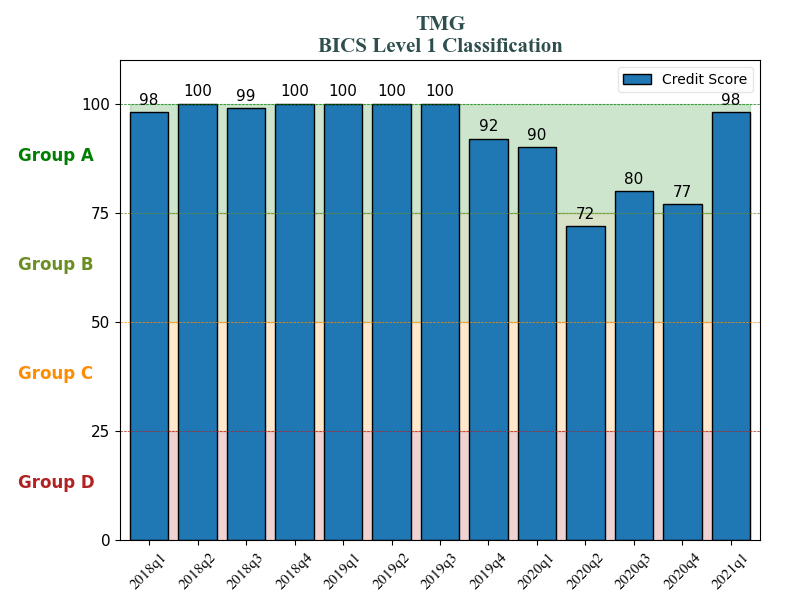 TMG
BICS Level 1 Classification
Credit Score
98
100
99
100
100
100
100
92
90
72
80
77
98
100
75
50
25
0
Group A
Group B
Group C
Group D
2018q1
2018q2
2018q3
2018q4
2019q1
2019q2
2019q3
2019q4
2020q1
2020q2
2020q3
2020q4
2021q1